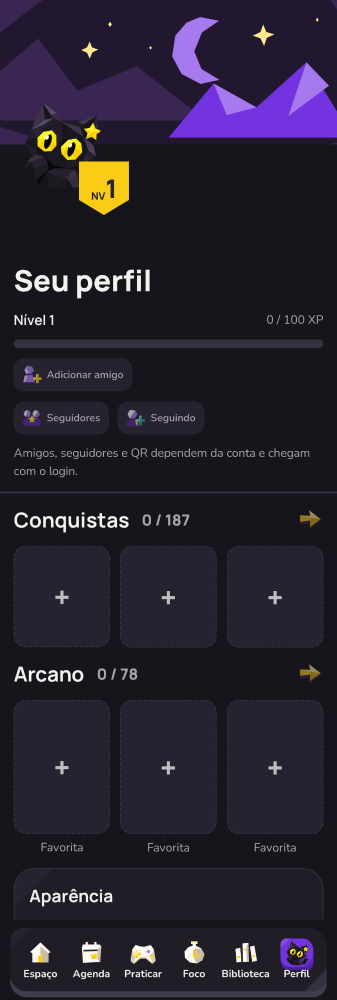 NV 1
Seu perfil
Nível 1
0 / 100 XP
Adicionar amigo
Seguidores
Seguindo
Amigos, seguidores e QR dependem da conta e chegam
com o login.
Conquistas 0 / 187
+ + +
Arcano 0 / 78
+ + +
Favorita Favorita Favorita
Aparência
Espaço Agenda Praticar Foco Biblioteca Perfil